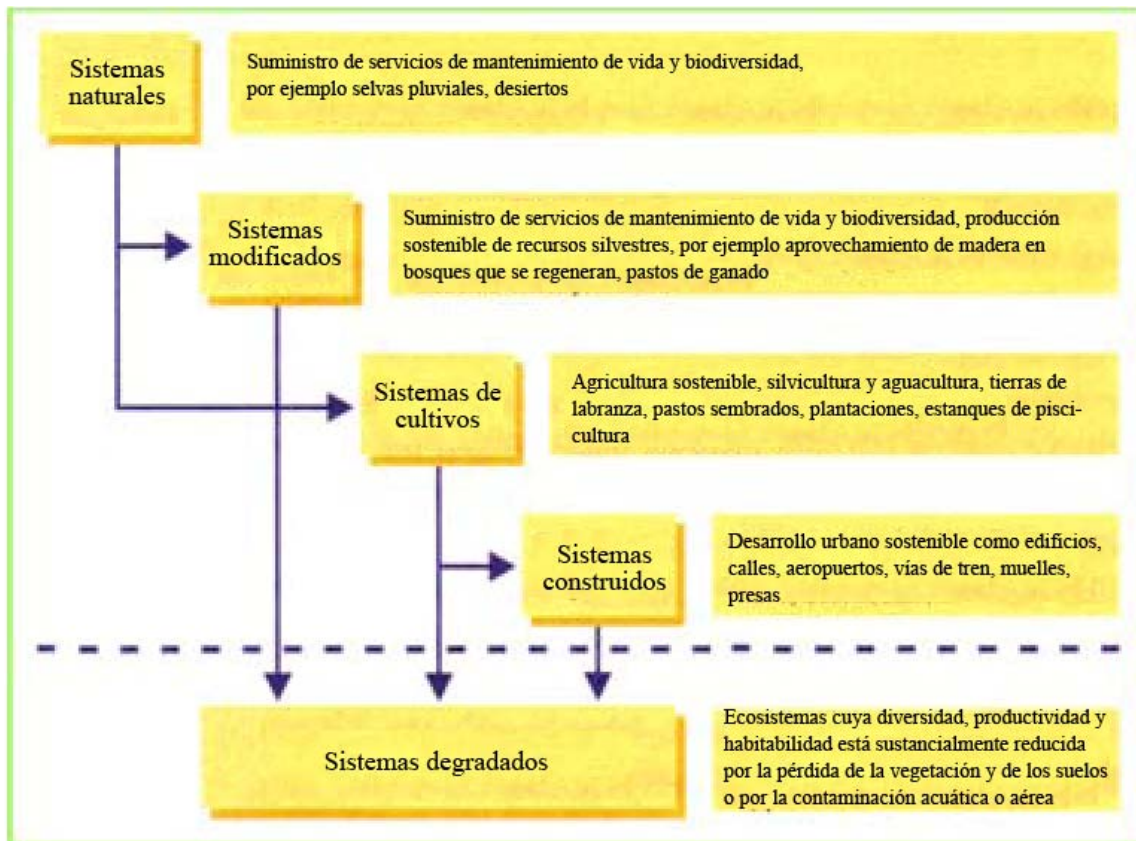 Sistemas
naturales
Suministro de servicios de mantenimiento de vida y biodiversidad,
por ejemplo selvas pluviales, desiertos
Sistemas
modificados
Suministro de servicios de mantenimiento de vida y biodiversidad, producción
sostenible de recursos silvestres, por ejemplo aprovechamiento de madera en
bosques que se regeneran, pastos de ganado
Sistemas de
cultivos
Agricultura sostenible, silvicultura y aguacultura, tierras de
labranza, pastos sembrados, plantaciones, estanques de pisci-
cultura
Sistemas
construidos
Desarrollo urbano sostenible como edificios,
calles, aeropuertos, vías de tren, muelles,
presas
Sistemas degradados
Ecosistemas cuya diversidad, productividad y
habitabilidad está sustancialmente reducida
por la pérdida de la vegetación y de los suelos
o por la contaminación acuática o aérea